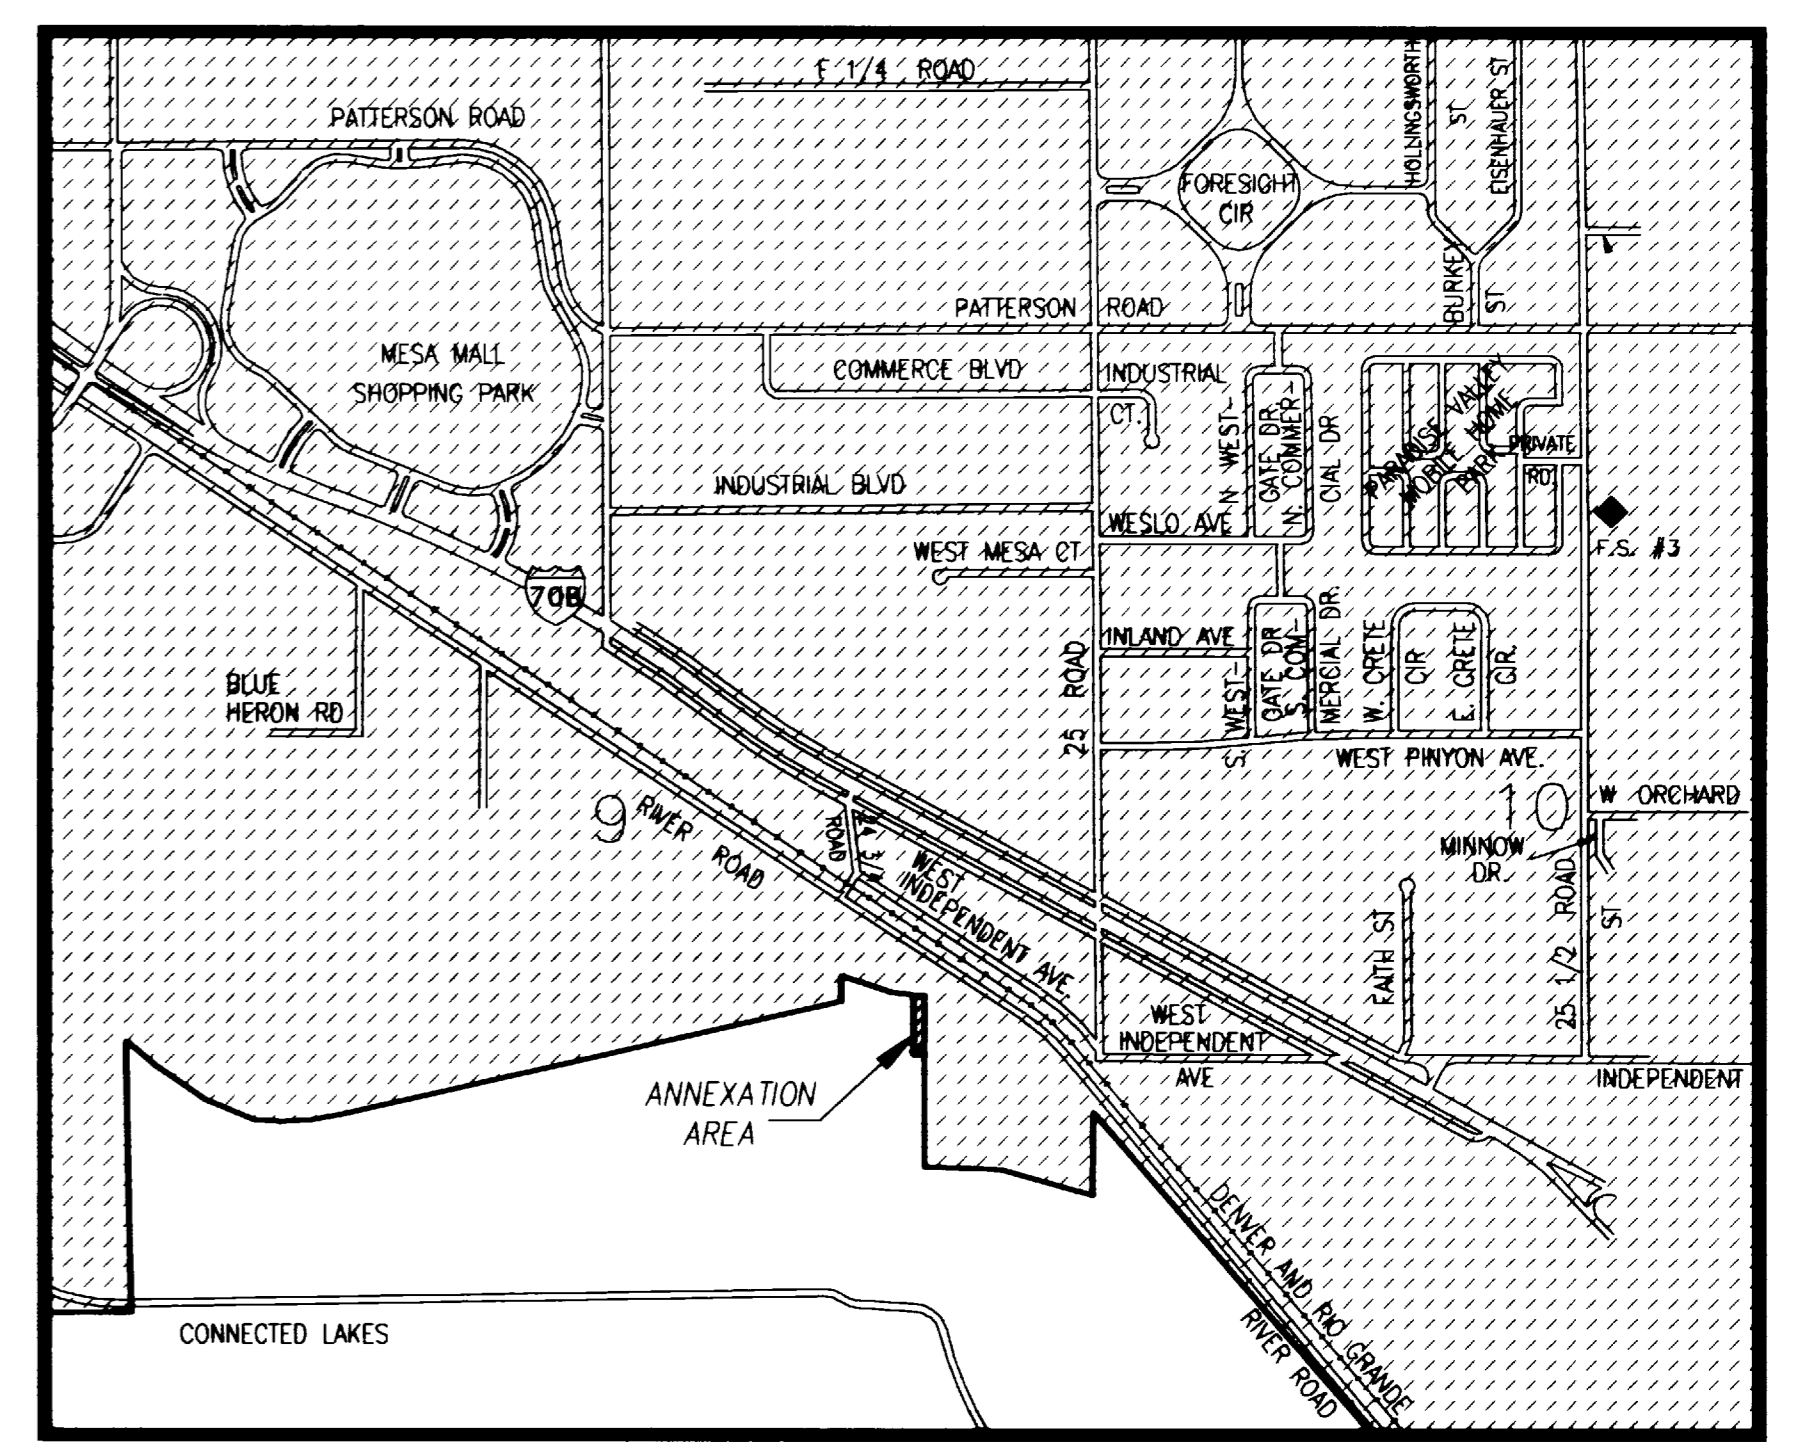 F 1/4 ROAD
PATTERSON ROAD
HOLLINGSWORTH
ST
EISENHAUER ST
FORESIGHT
CIR
BURKEY
ST
PATTERSON ROAD
MESA MALL
SHOPPING PARK
COMMERCE BLVD
INDUSTRIAL
CT.
N WEST-
GATE DR
N. COMMER-
CIAL DR
PARADISE VALLEY
MOBILE HOME
PARK
PRIVATE
RD.
INDUSTRIAL BLVD
WESLO AVE
WEST MESA CT
F.S. #3
70B
INLAND AVE
25 ROAD
S. WEST-
GATE DR
S. COM-
MERCIAL DR.
W. CRETE
CIR
E. CRETE
CIR.
BLUE
HERON RD
WEST PINYON AVE.
9
RIVER ROAD
24 3/4
ROAD
10
W ORCHARD
MINNOW
DR.
ST
WEST
INDEPENDENT AVE.
FAITH ST
25 1/2 ROAD
WEST
INDEPENDENT
AVE
INDEPENDENT
ANNEXATION
AREA
DENVER AND RIO GRANDE
RIVER ROAD
CONNECTED LAKES